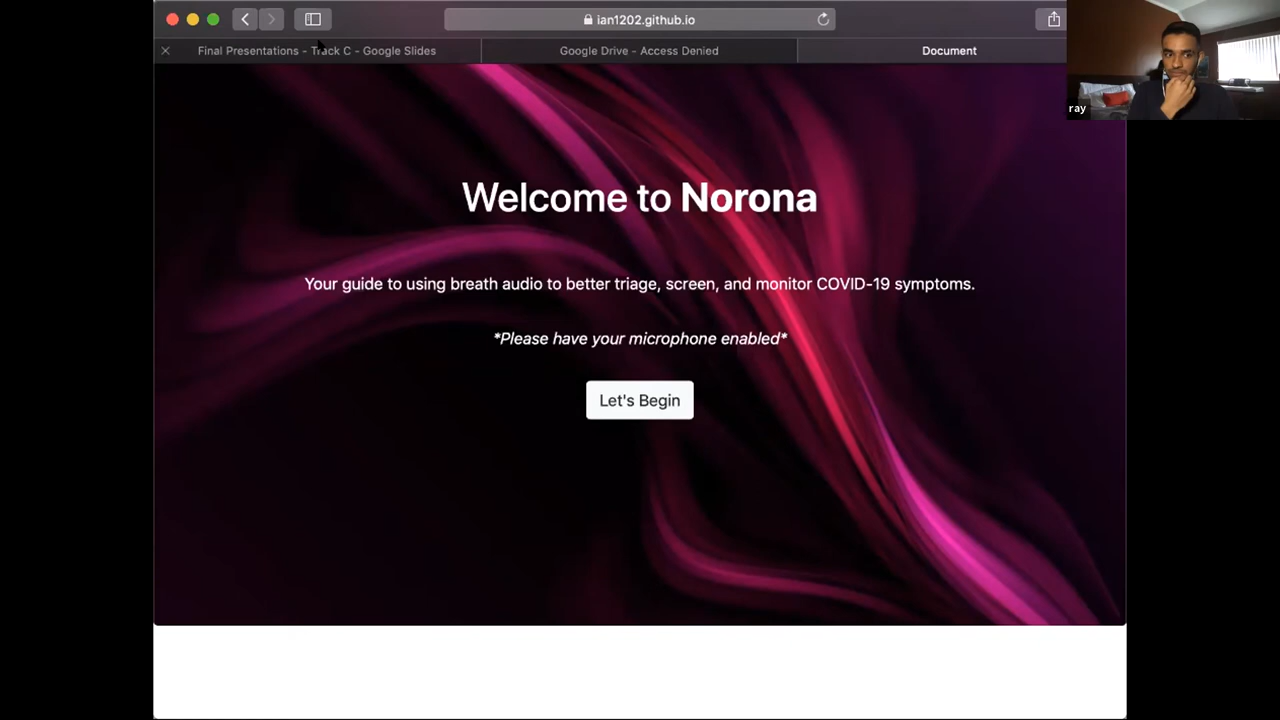 ian1202.github.io
Final Presentations - Track C - Google Slides
Google Drive - Access Denied
Document
ray
Welcome to Norona
Your guide to using breath audio to better triage, screen, and monitor COVID-19 symptoms.
*Please have your microphone enabled*
Let's Begin